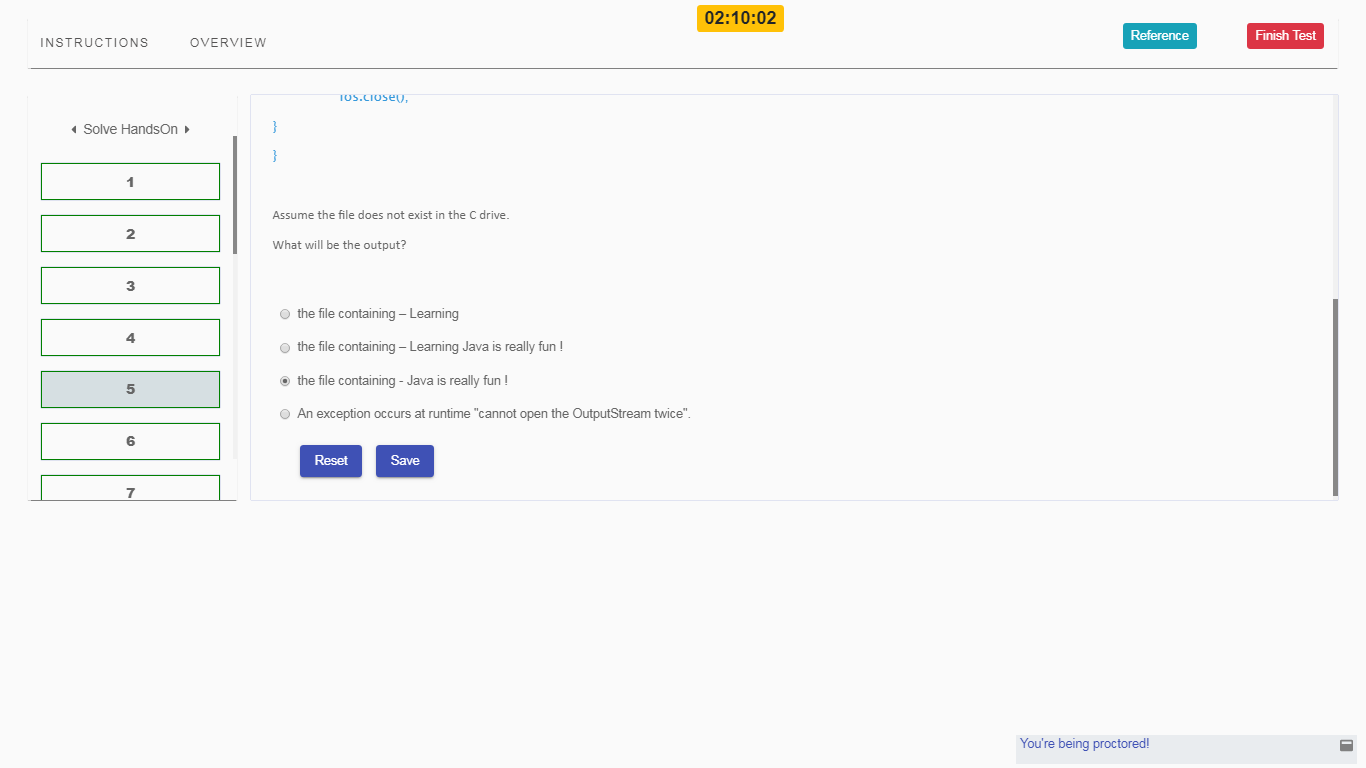 02:10:02
INSTRUCTIONS OVERVIEW Reference Finish Test
Solve HandsOn
1
2
3
4
5
6
7
fos.close();
}
}
Assume the file does not exist in the C drive.
What will be the output?
the file containing – Learning
the file containing – Learning Java is really fun !
the file containing - Java is really fun !
An exception occurs at runtime "cannot open the OutputStream twice".
Reset Save
You're being proctored!